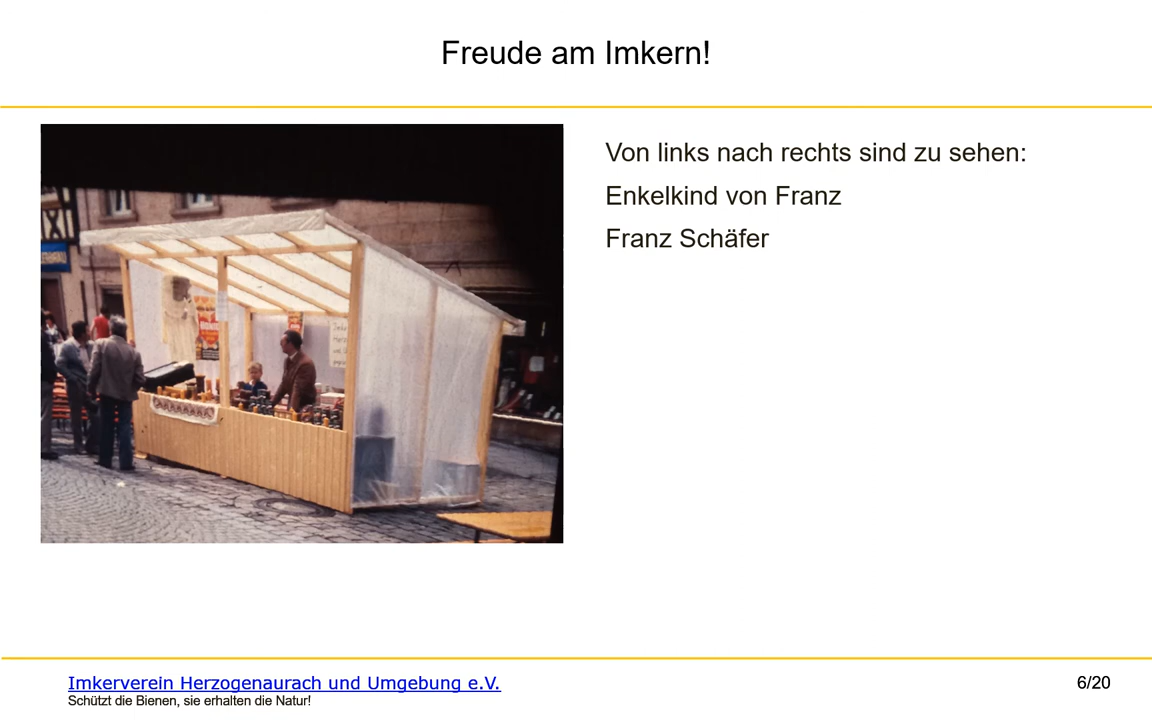 Freude am Imkern!
Von links nach rechts sind zu sehen:
Enkelkind von Franz
Franz Schäfer
HONIG
Imkerverein Herzogenaurach und Umgebung e.V.
Schützt die Bienen, sie erhalten die Natur!
6/20